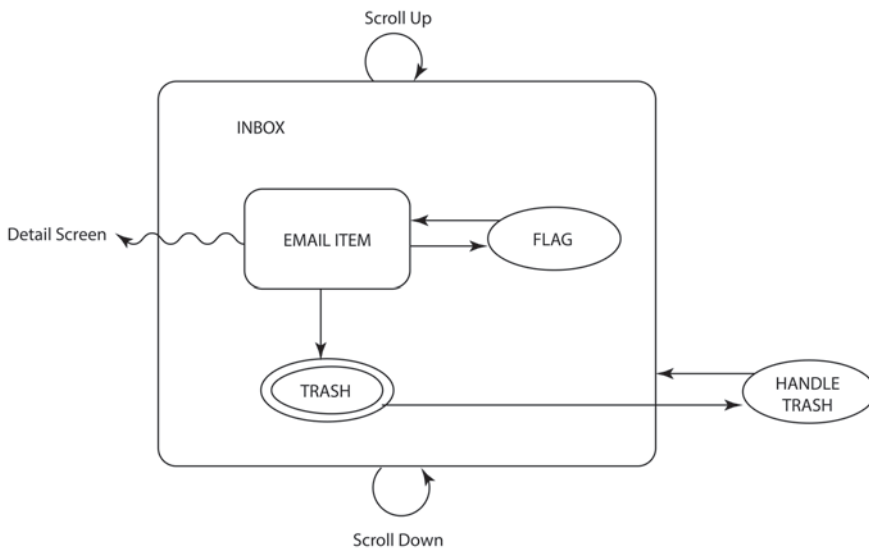 Scroll Up
INBOX
Detail Screen
EMAIL ITEM
FLAG
TRASH
HANDLE
TRASH
Scroll Down